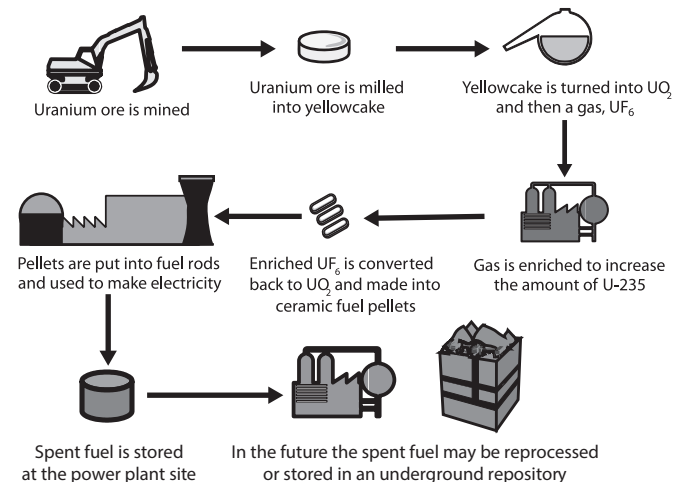 Uranium ore is mined
Uranium ore is milled
into yellowcake
Yellowcake is turned into UO₂
and then a gas, UF₆
Pellets are put into fuel rods
and used to make electricity
Enriched UF₆ is converted
back to UO₂ and made into
ceramic fuel pellets
Gas is enriched to increase
the amount of U-235
Spent fuel is stored
at the power plant site
In the future the spent fuel may be reprocessed
or stored in an underground repository